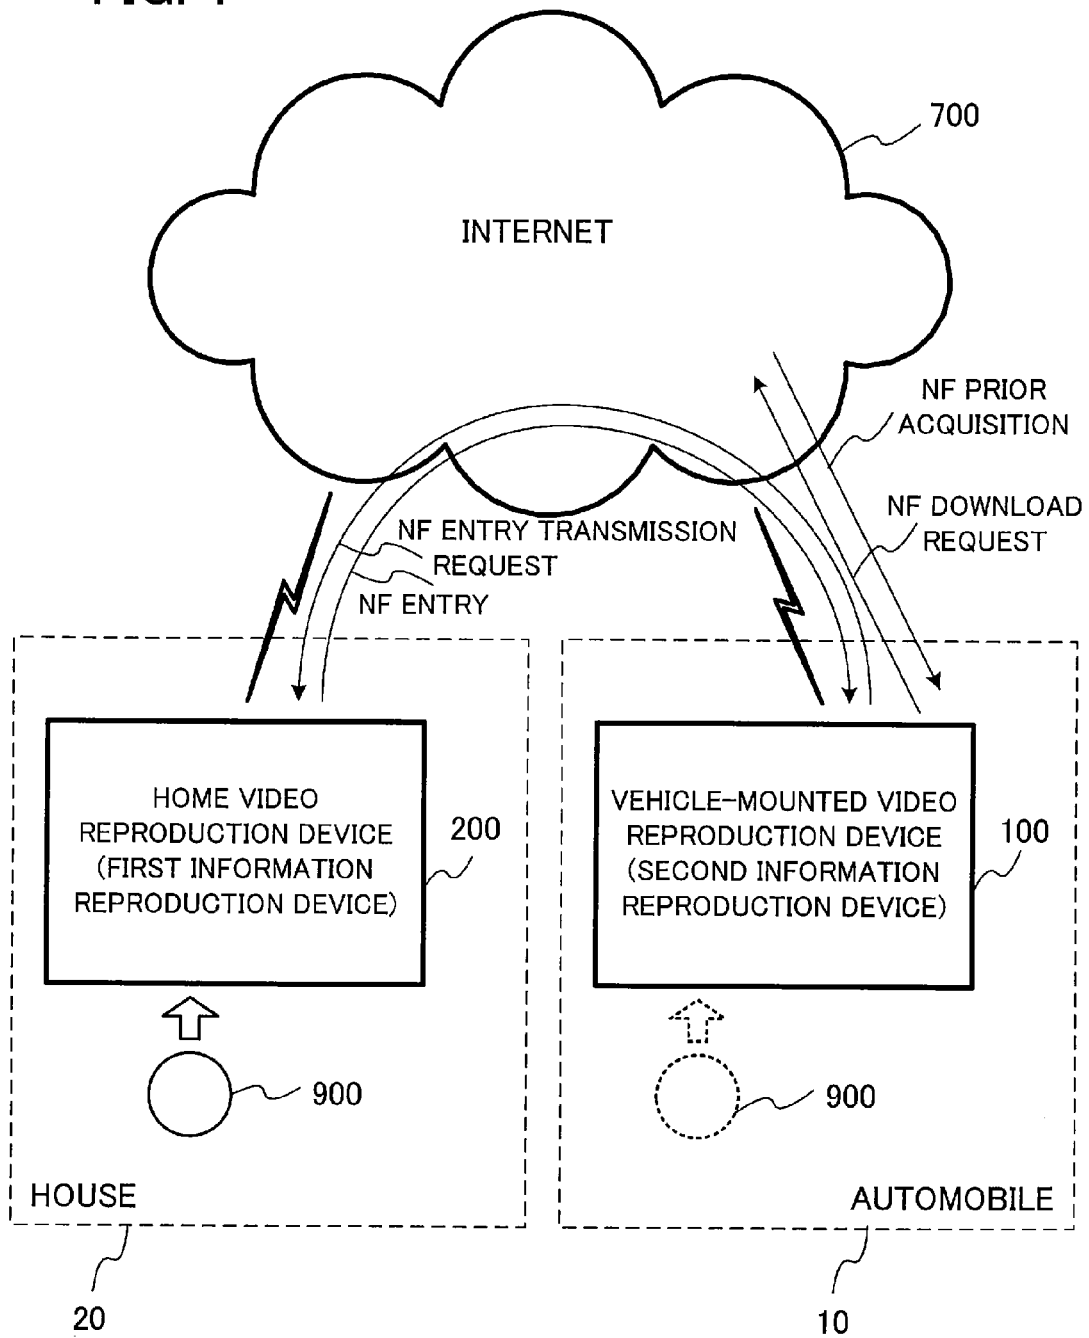 700
INTERNET
NF PRIOR
ACQUISITION
NF DOWNLOAD
REQUEST
NF ENTRY TRANSMISSION
REQUEST
NF ENTRY
HOME VIDEO
REPRODUCTION DEVICE
(FIRST INFORMATION
REPRODUCTION DEVICE)
200
VEHICLE-MOUNTED VIDEO
REPRODUCTION DEVICE
(SECOND INFORMATION
REPRODUCTION DEVICE)
100
900
900
HOUSE
AUTOMOBILE
20
10